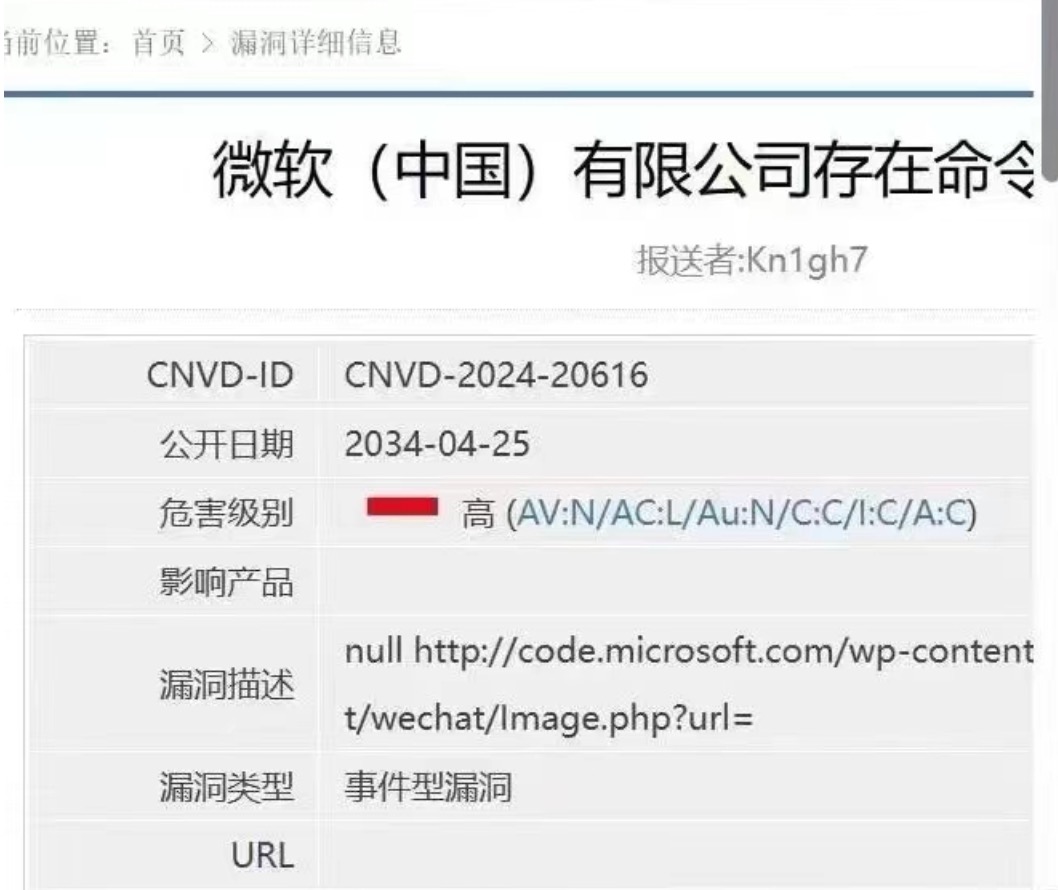 前位置: 首页 > 漏洞详细信息
微软（中国）有限公司存在命令
报送者:Kn1gh7
CNVD-ID CNVD-2024-20616
公开日期 2034-04-25
危害级别 高 (AV:N/AC:L/Au:N/C:C/I:C/A:C)
影响产品
漏洞描述 null http://code.microsoft.com/wp-content
t/wechat/Image.php?url=
漏洞类型 事件型漏洞
URL